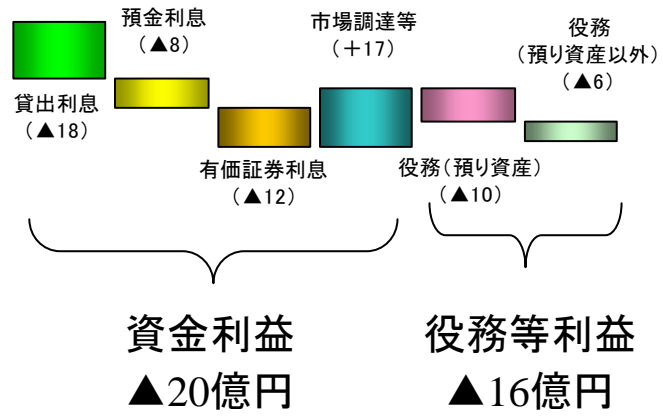 預金利息
(▲8)
市場調達等
(＋17)
役務
(預り資産以外)
(▲6)
貸出利息
(▲18)
有価証券利息
(▲12)
役務(預り資産)
(▲10)
資金利益
▲20億円
役務等利益
▲16億円